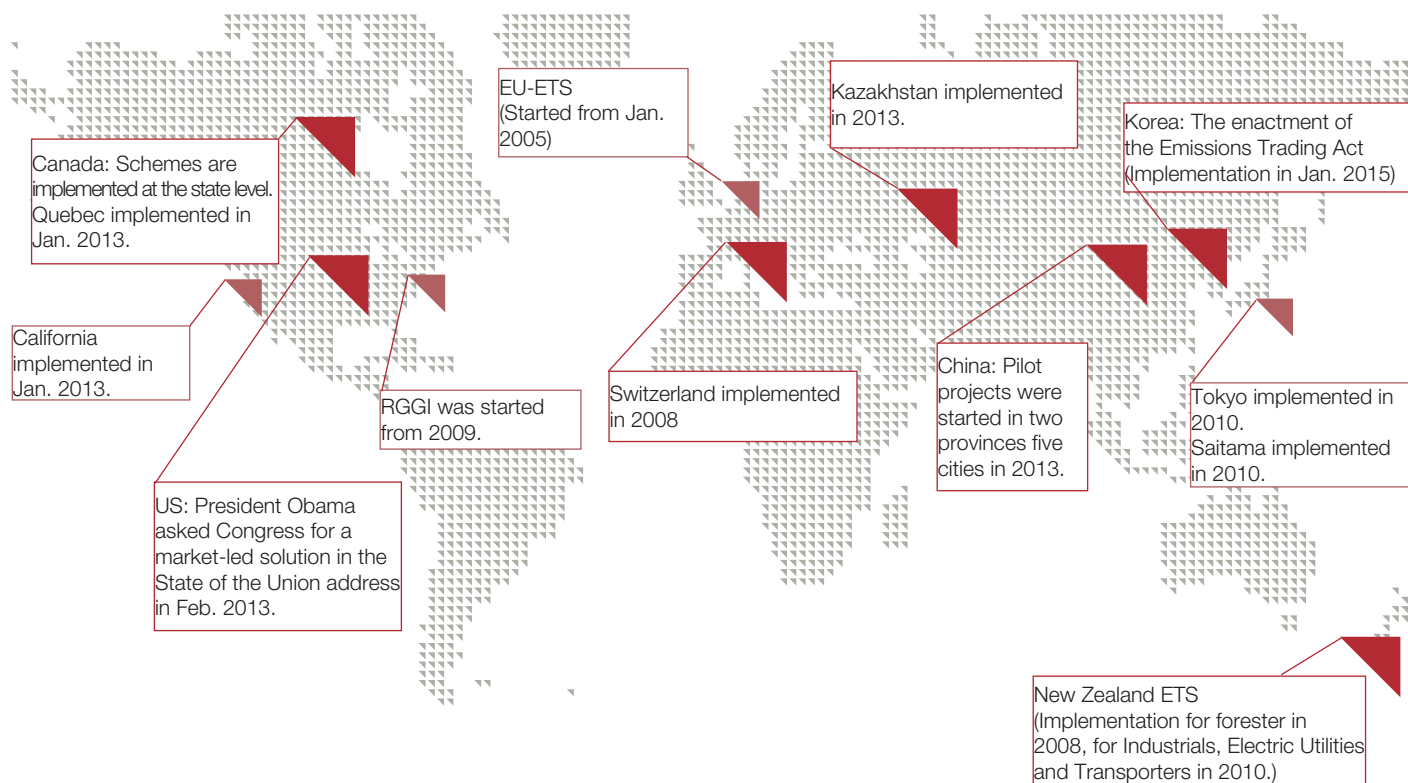 EU-ETS
(Started from Jan.
2005)
Kazakhstan implemented
in 2013.
Korea: The enactment of
the Emissions Trading Act
(Implementation in Jan. 2015)
Canada: Schemes are
implemented at the state level.
Quebec implemented in
Jan. 2013.
California
implemented in
Jan. 2013.
RGGI was started
from 2009.
Switzerland implemented
in 2008
China: Pilot
projects were
started in two
provinces five
cities in 2013.
Tokyo implemented in
2010.
Saitama implemented
in 2010.
US: President Obama
asked Congress for a
market-led solution in the
State of the Union address
in Feb. 2013.
New Zealand ETS
(Implementation for forester in
2008, for Industrials, Electric Utilities
and Transporters in 2010.)